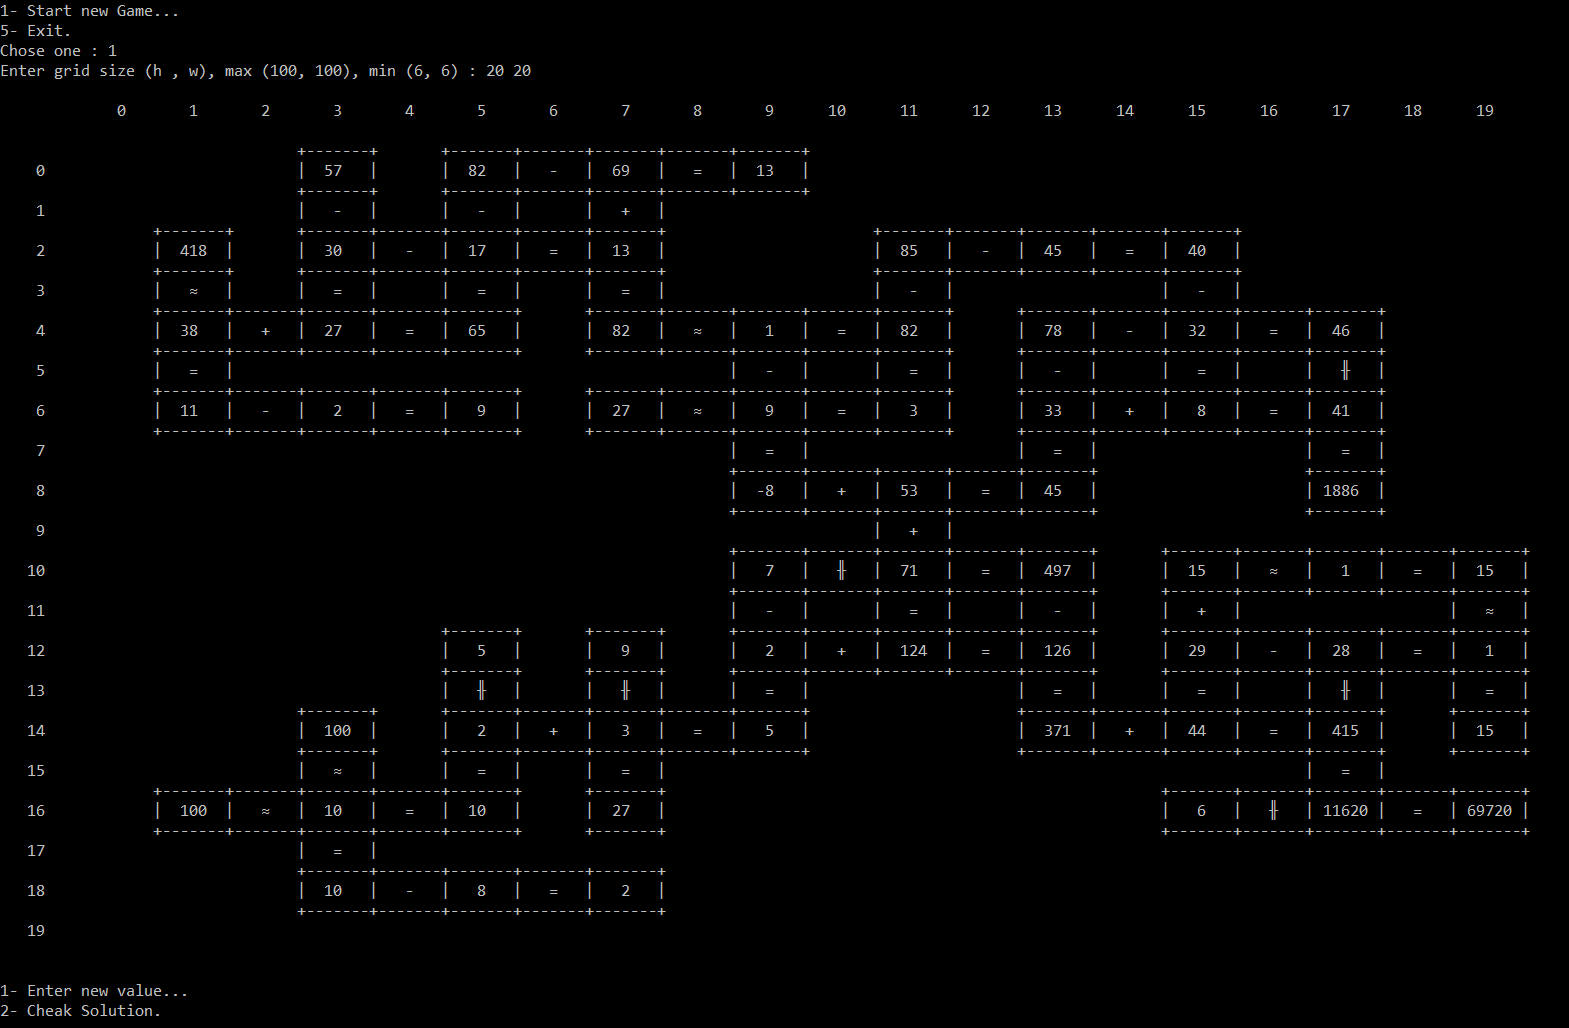 1- Start new Game...
5- Exit.
Chose one : 1
Enter grid size (h , w), max (100, 100), min (6, 6) : 20 20
0 1 2 3 4 5 6 7 8 9 10 11 12 13 14 15 16 17 18 19
0 | 57 | | 82 | - | 69 | = | 13 |
1 | - | | - | | + |
2 | 418 | | 30 | - | 17 | = | 13 | | 85 | - | 45 | = | 40 |
3 | ≈ | | = | | = | | = | | - | | - |
4 | 38 | + | 27 | = | 65 | | 82 | ≈ | 1 | = | 82 | | 78 | - | 32 | = | 46 |
5 | = | | - | | = | | - | | = | | ╫ |
6 | 11 | - | 2 | = | 9 | | 27 | ≈ | 9 | = | 3 | | 33 | + | 8 | = | 41 |
7 | = | | = | | = |
8 | -8 | + | 53 | = | 45 | | 1886 |
9 | + |
10 | 7 | ╫ | 71 | = | 497 | | 15 | ≈ | 1 | = | 15 |
11 | - | | = | | - | | + | | ≈ |
12 | 5 | | 9 | | 2 | + | 124 | = | 126 | | 29 | - | 28 | = | 1 |
13 | ╫ | | ╫ | | = | | = | | = | | ╫ | | = |
14 | 100 | | 2 | + | 3 | = | 5 | | 371 | + | 44 | = | 415 | | 15 |
15 | ≈ | | = | | = | | = |
16 | 100 | ≈ | 10 | = | 10 | | 27 | | 6 | ╫ | 11620 | = | 69720 |
17 | = |
18 | 10 | - | 8 | = | 2 |
19
1- Enter new value...
2- Cheak Solution.